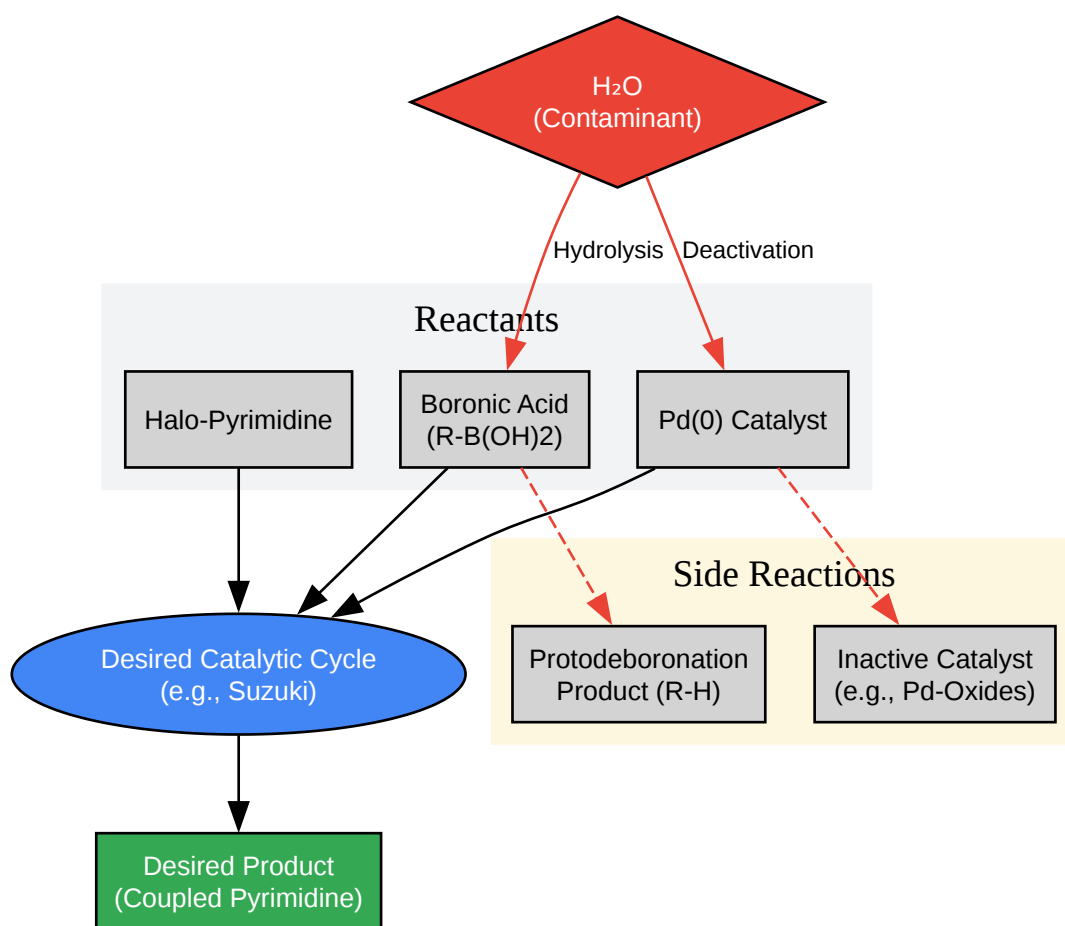 H₂O
(Contaminant)
Hydrolysis
Deactivation
Reactants
Halo-Pyrimidine
Boronic Acid
(R-B(OH)2)
Pd(0) Catalyst
Side Reactions
Desired Catalytic Cycle
(e.g., Suzuki)
Protodeboronation
Product (R-H)
Inactive Catalyst
(e.g., Pd-Oxides)
Desired Product
(Coupled Pyrimidine)